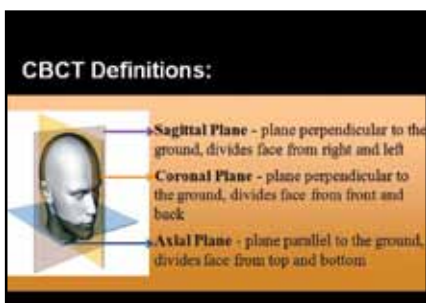 CBCT Definitions:
Sagittal Plane - plane perpendicular to the
ground, divides face from right and left
Coronal Plane - plane perpendicular to
the ground, divides face from front and
back
Axial Plane - plane parallel to the ground,
divides face from top and bottom